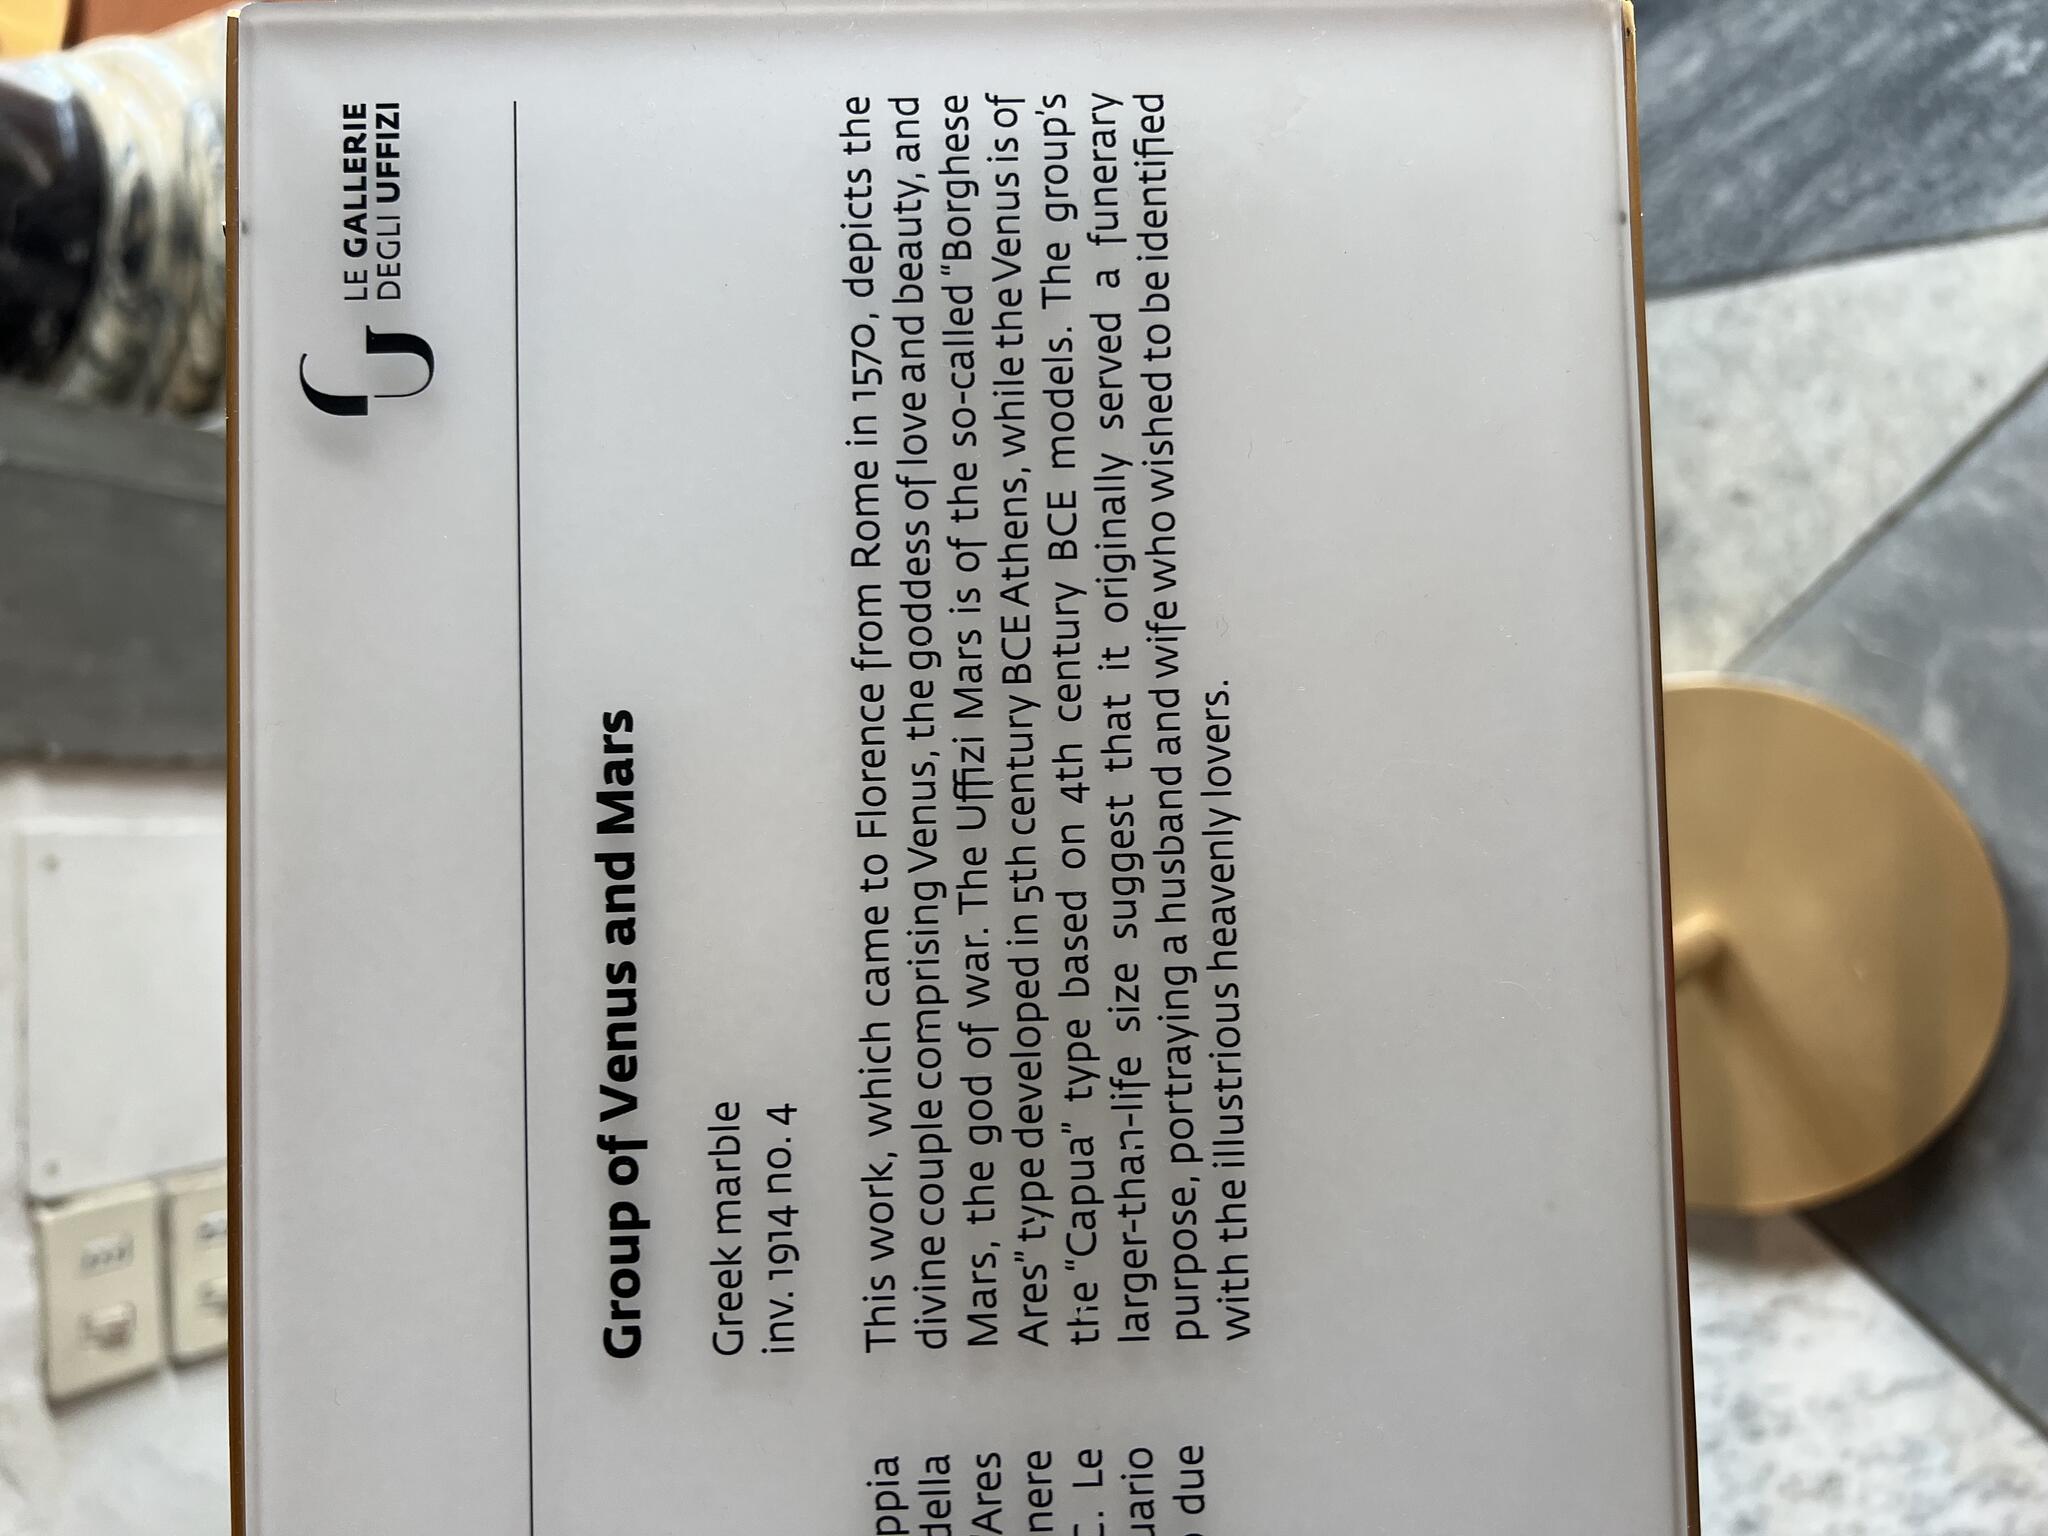 LE GALLERIE
DEGLI UFFIZI
Group of Venus and Mars
Greek marble
inv. 1914 no. 4
This work, which came to Florence from Rome in 1570, depicts the
divine couple comprising Venus, the goddess of love and beauty, and
Mars, the god of war. The Uffizi Mars is of the so-called “Borghese
Ares” type developed in 5th century BCE Athens, while the Venus is of
the “Capua” type based on 4th century BCE models. The group’s
larger-than-life size suggest that it originally served a funerary
purpose, portraying a husband and wife who wished to be identified
with the illustrious heavenly lovers.
ppia
della
Ares
nere
C. Le
uario
due